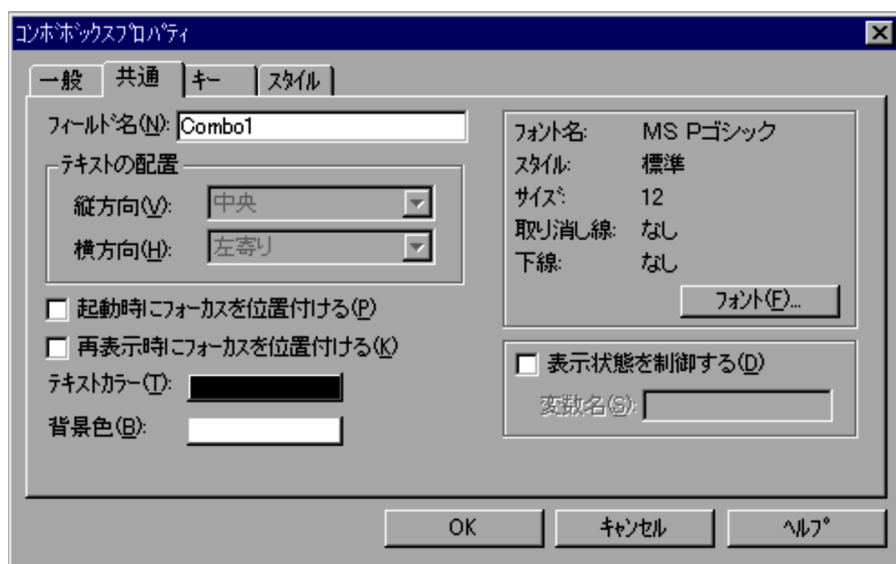 コンボボックスプロパティ
一般 共通 キー スタイル
フィールド名(N): Combo1
テキストの配置
縦方向(V): 中央
横方向(H): 左寄り
起動時にフォーカスを位置付ける(P)
再表示時にフォーカスを位置付ける(K)
テキストカラー(T):
背景色(B):
フォント名: MS Pゴシック
スタイル: 標準
サイズ: 12
取り消し線: なし
下線: なし
フォント(F)...
表示状態を制御する(D)
変数名(S):
OK キャンセル ヘルプ